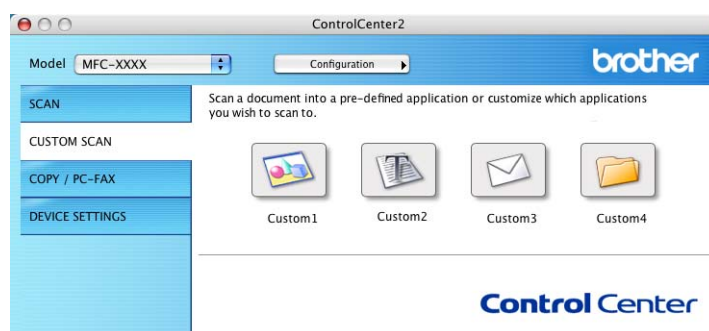 ControlCenter2
Model MFC-XXXX Configuration brother
SCAN
CUSTOM SCAN
COPY / PC-FAX
DEVICE SETTINGS
Scan a document into a pre-defined application or customize which applications
you wish to scan to.
T
Custom1 Custom2 Custom3 Custom4
Control Center